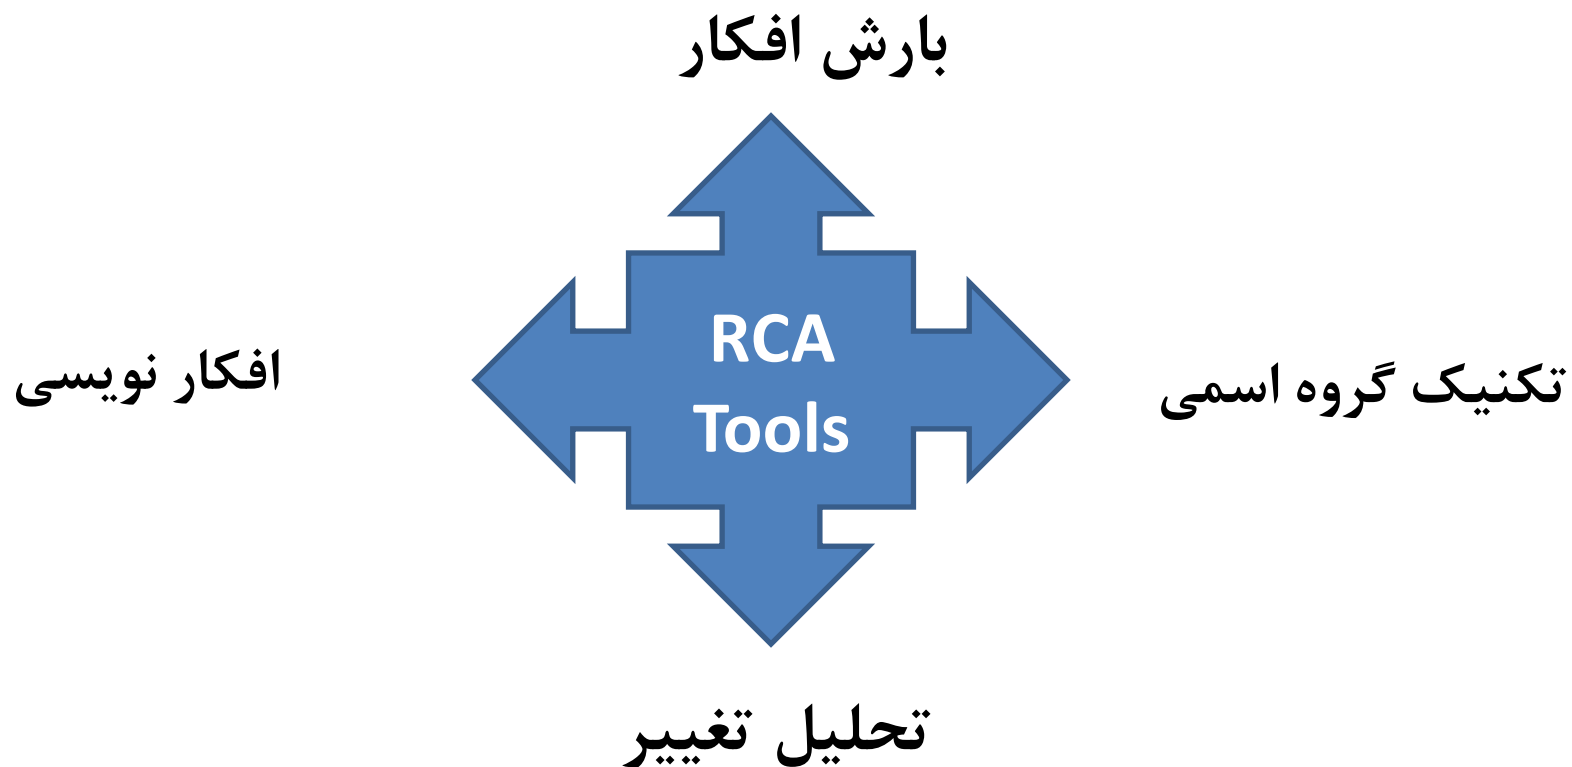 بارش افکار
RCA
Tools
تکنیک گروه اسمی
افکار نویسی
تحلیل تغییر